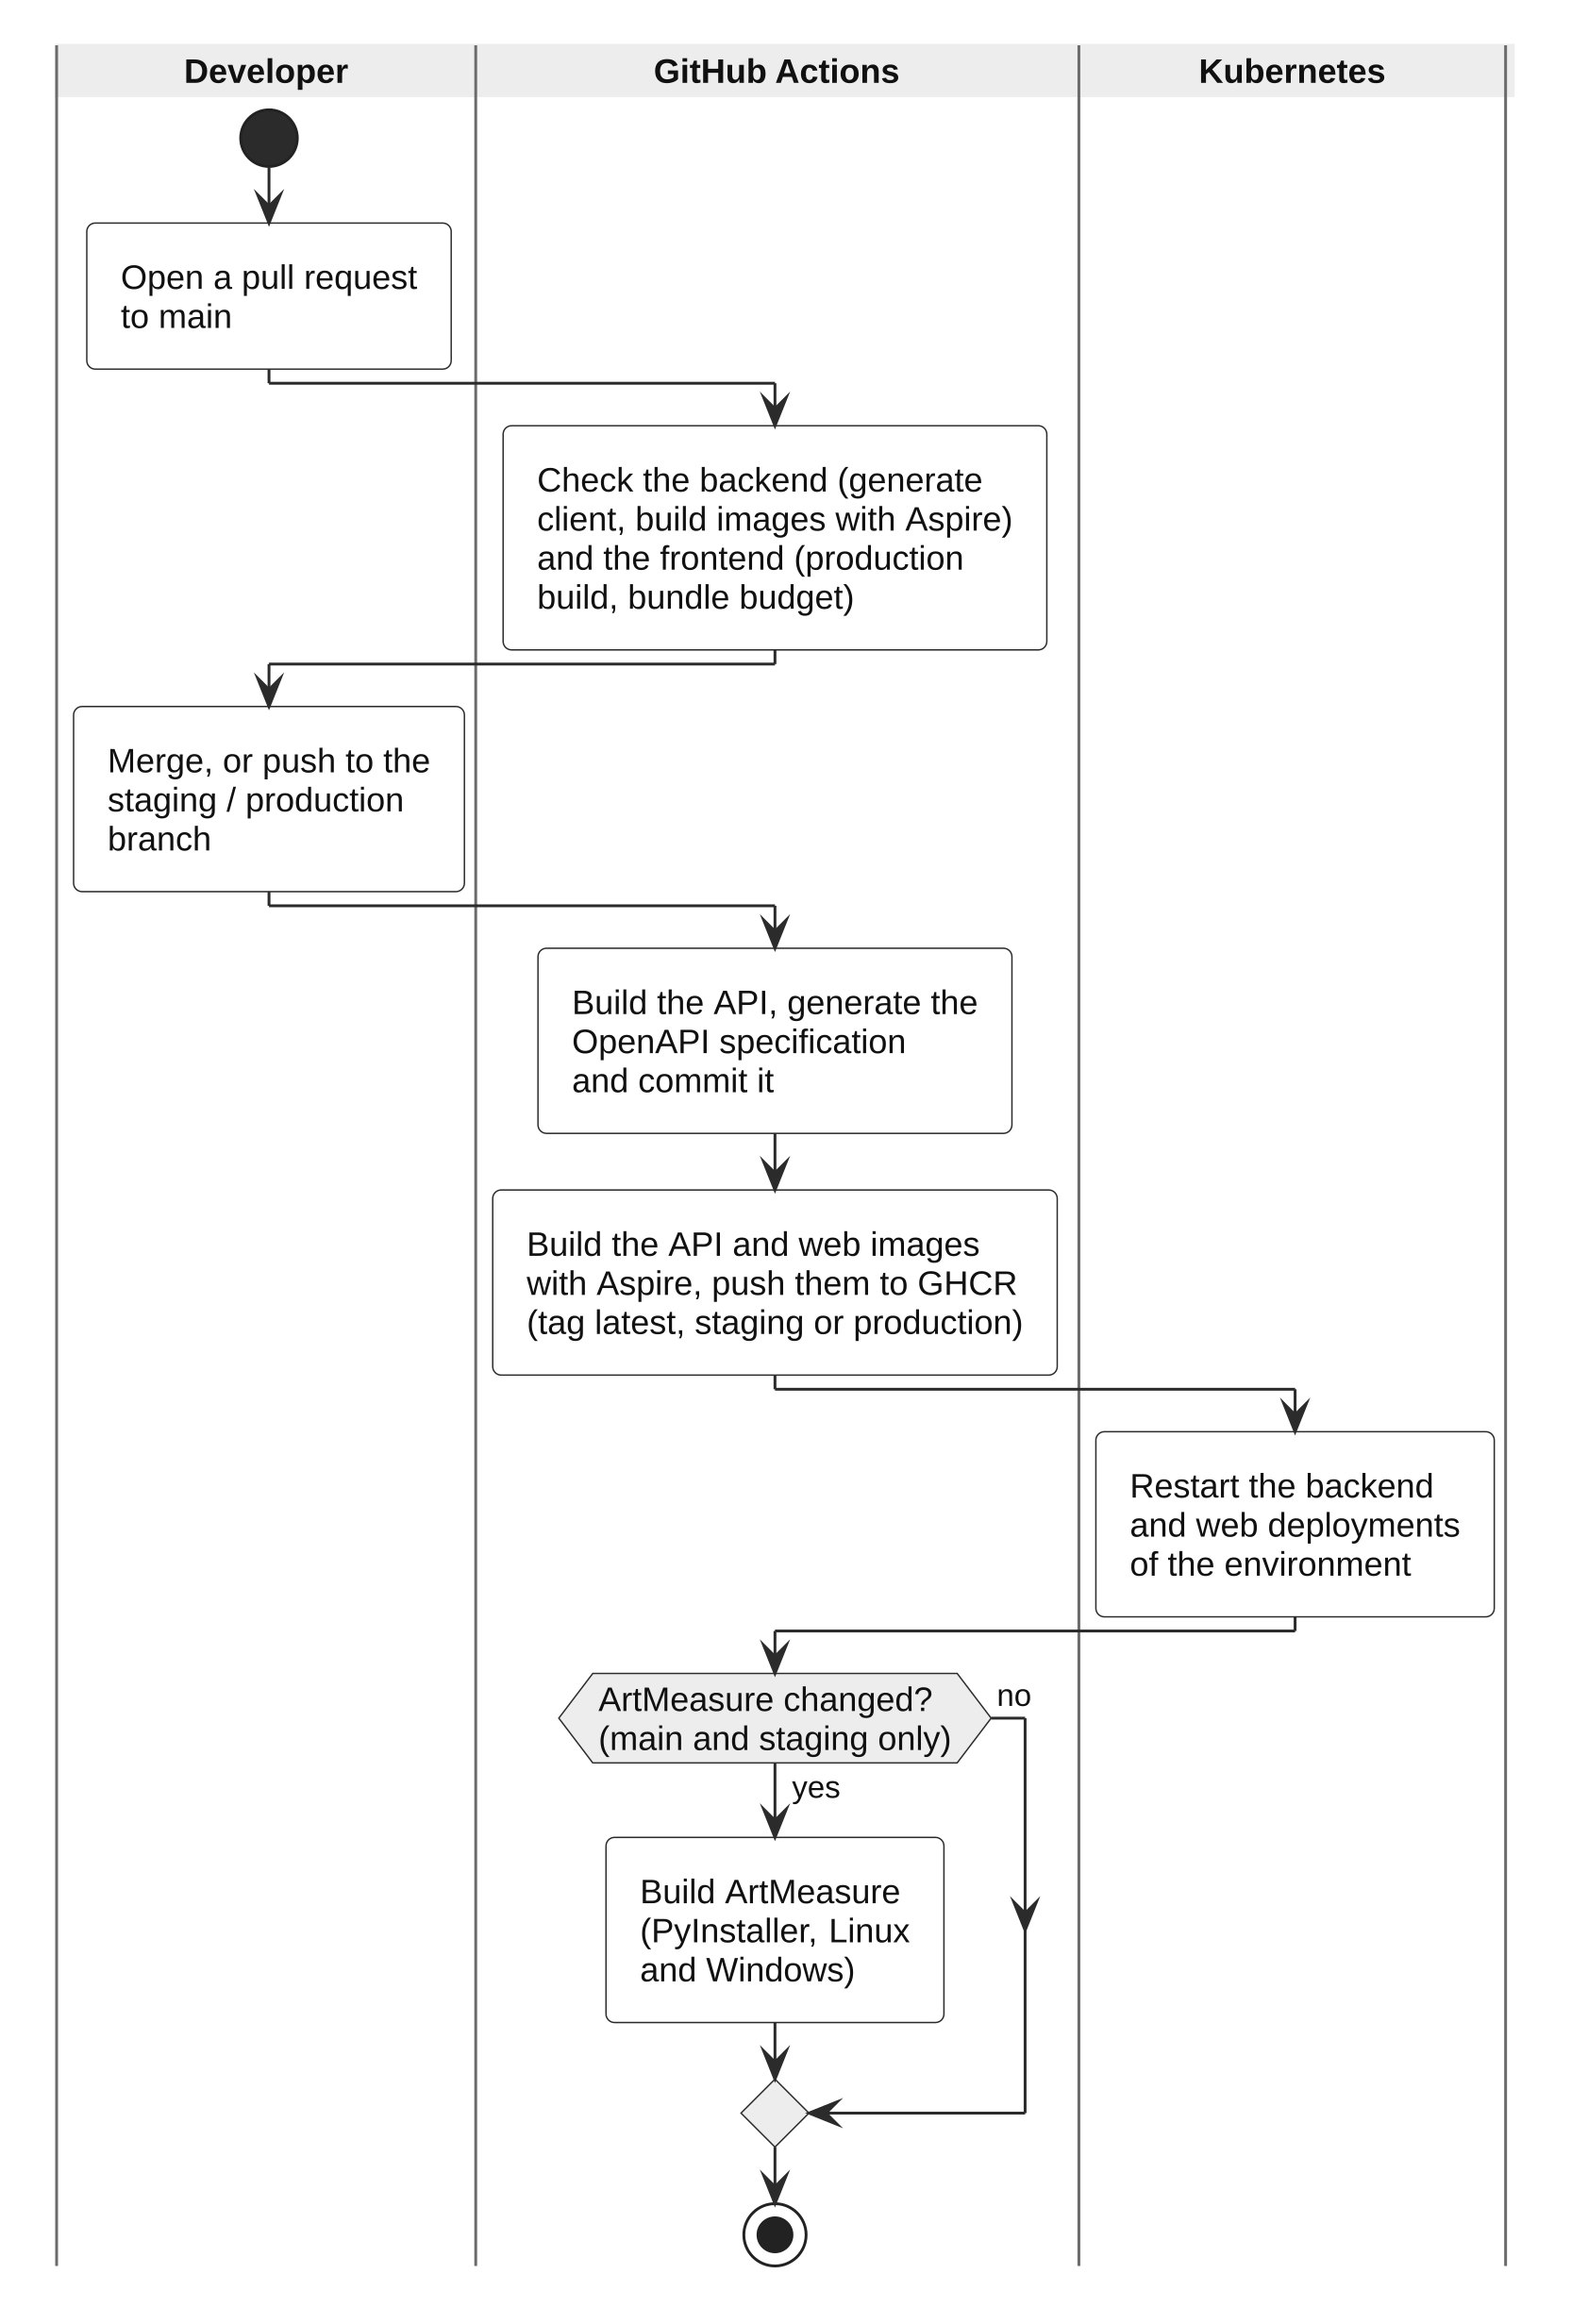 Developer
GitHub Actions
Kubernetes
Open a pull request
to main
Check the backend (generate
client, build images with Aspire)
and the frontend (production
build, bundle budget)
Merge, or push to the
staging / production
branch
Build the API, generate the
OpenAPI specification
and commit it
Build the API and web images
with Aspire, push them to GHCR
(tag latest, staging or production)
Restart the backend
and web deployments
of the environment
ArtMeasure changed?
(main and staging only)
no
yes
Build ArtMeasure
(PyInstaller, Linux
and Windows)